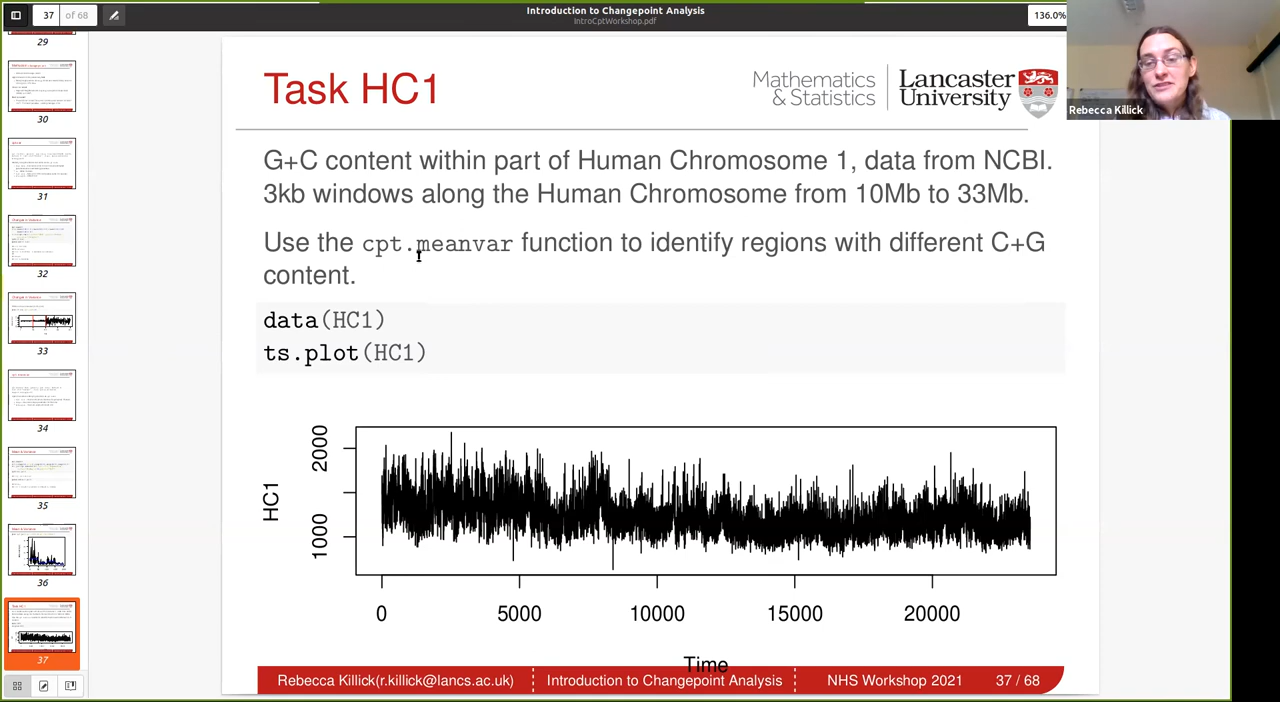 37 of 68
Introduction to Changepoint Analysis
IntroCptWorkshop.pdf
136.0%
Rebecca Killick
29
30
31
32
33
34
35
36
37
Task HC1
Mathematics
& Statistics
Lancaster
University
G+C content within part of Human Chromosome 1, data from NCBI.
3kb windows along the Human Chromosome from 10Mb to 33Mb.
Use the cpt.meanvar function to identify regions with different C+G
content.
data(HC1)
ts.plot(HC1)
HC1
2000
1000
0 5000 10000 15000 20000
Time
Rebecca Killick(r.killick@lancs.ac.uk) Introduction to Changepoint Analysis NHS Workshop 2021 37 / 68